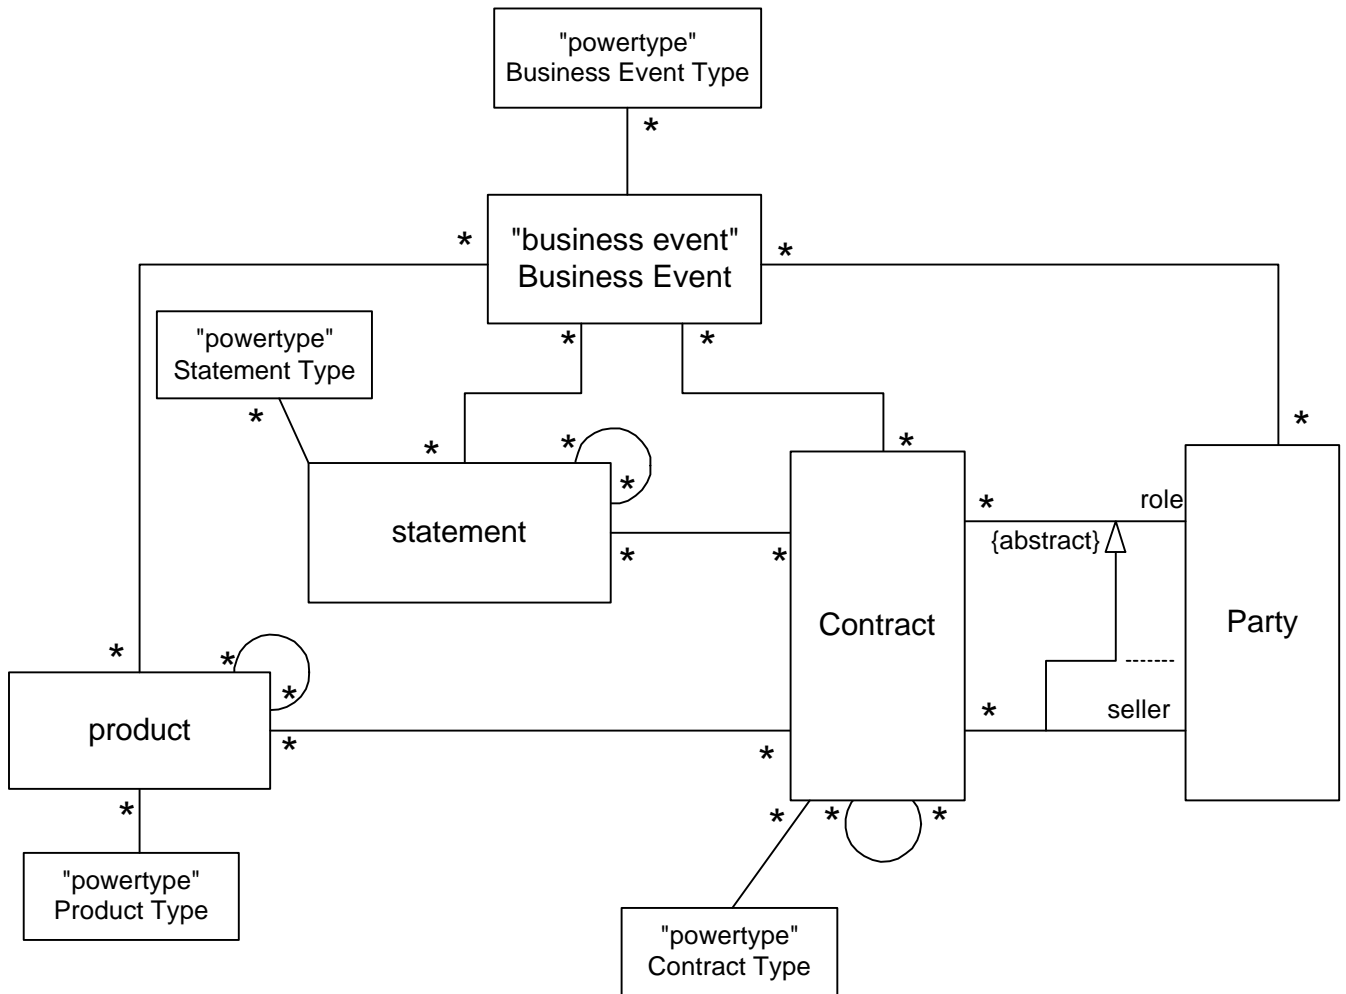 "powertype"
Business Event Type
*
"business event"
Business Event
*
*
*
*
"powertype"
Statement Type
*
*
*
*
statement
*
*
*
*
*
role
{abstract}
Contract
Party
*
seller
*
*
*
product
*
*
*
"powertype"
Product Type
*
*
*
"powertype"
Contract Type